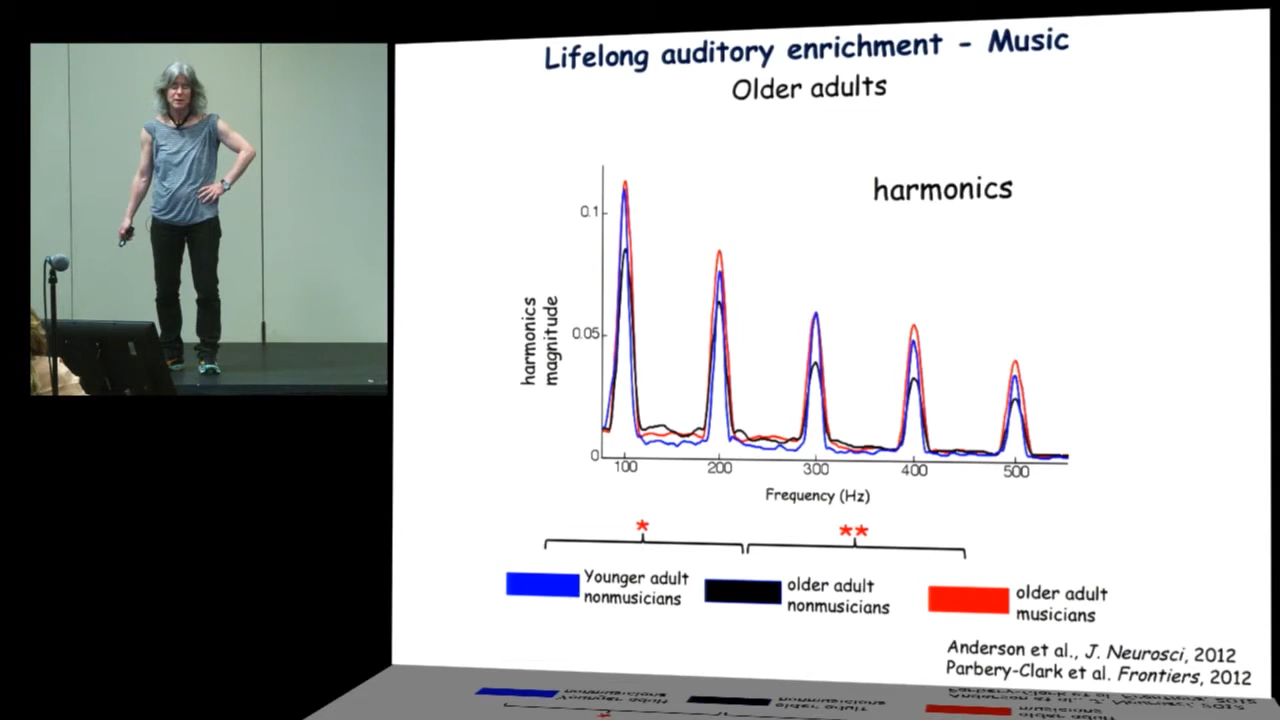 Lifelong auditory enrichment - Music
Older adults
harmonics
harmonics
magnitude
0.1
0.05
0
100 200 300 400 500
Frequency (Hz)
* **
Younger adult
nonmusicians
older adult
nonmusicians
older adult
musicians
Anderson et al., J. Neurosci, 2012
Parbery-Clark et al. Frontiers, 2012